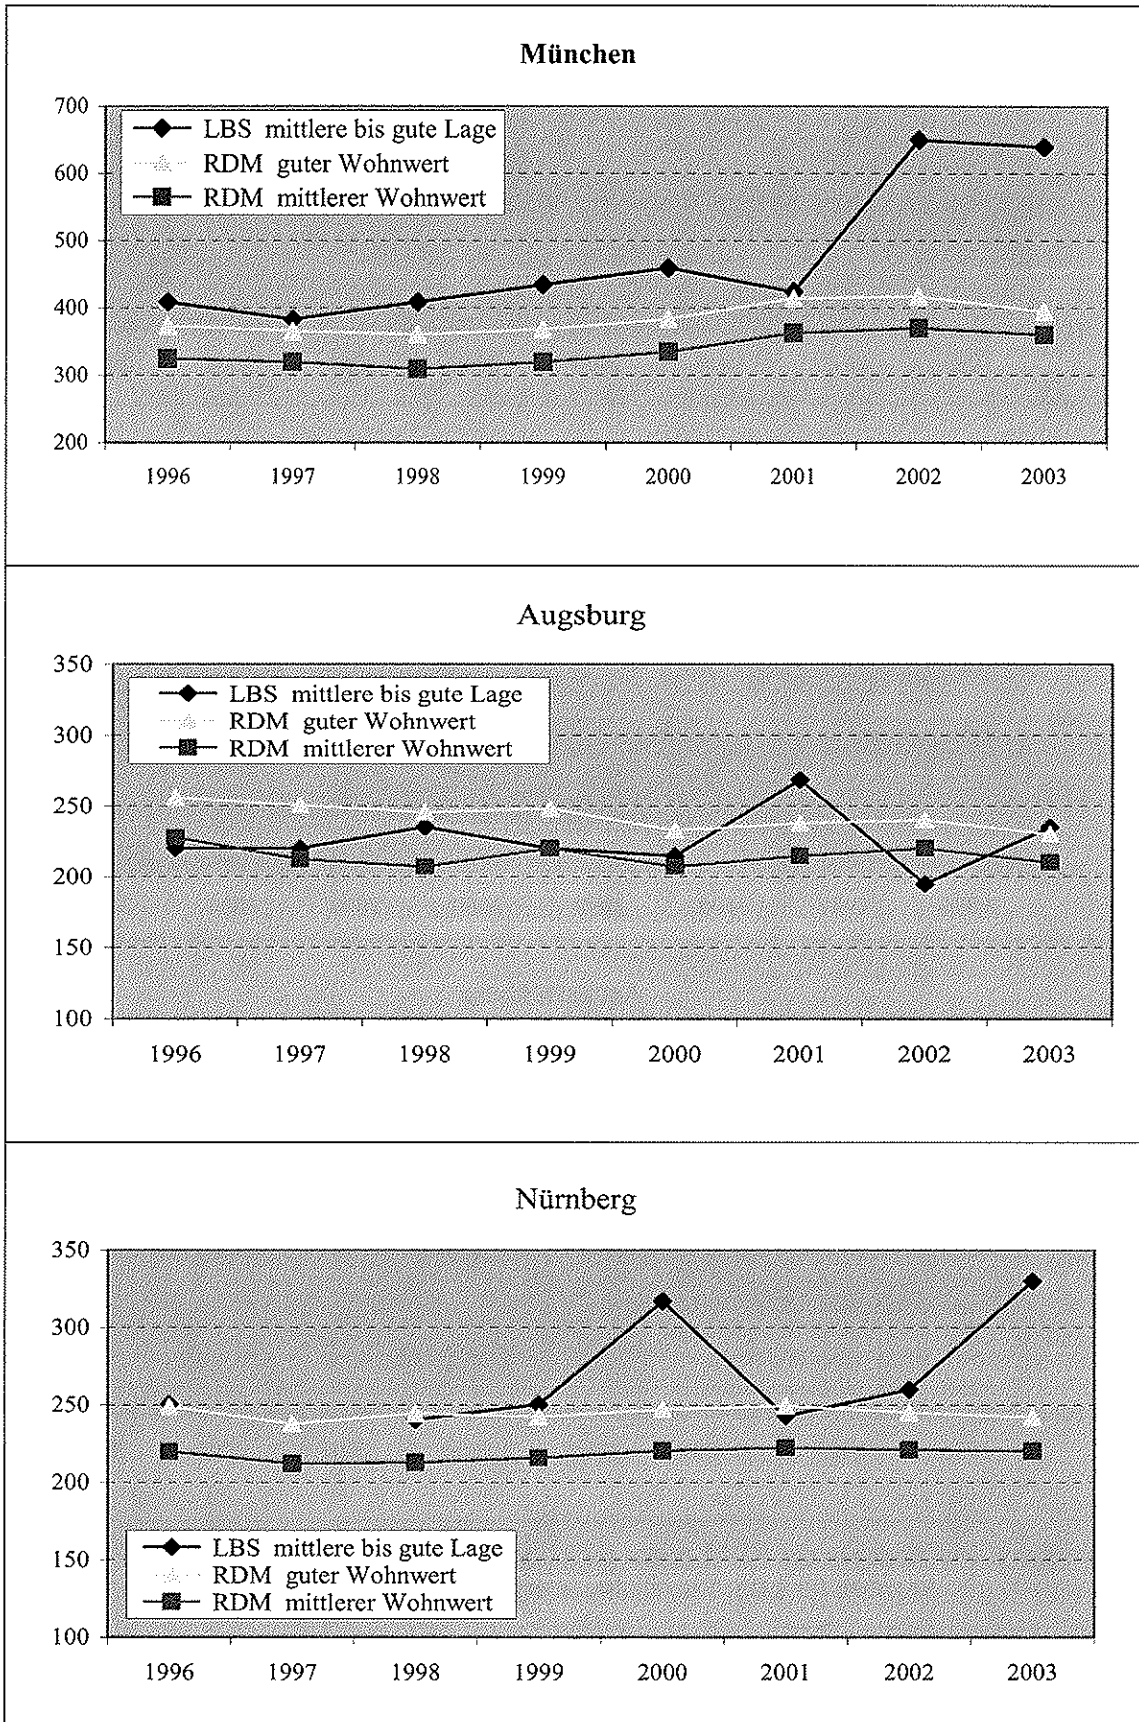 München
700
600
500
400
300
200
LBS mittlere bis gute Lage
RDM guter Wohnwert
RDM mittlerer Wohnwert
1996 1997 1998 1999 2000 2001 2002 2003
Augsburg
350
300
250
200
150
100
LBS mittlere bis gute Lage
RDM guter Wohnwert
RDM mittlerer Wohnwert
1996 1997 1998 1999 2000 2001 2002 2003
Nürnberg
350
300
250
200
150
100
LBS mittlere bis gute Lage
RDM guter Wohnwert
RDM mittlerer Wohnwert
1996 1997 1998 1999 2000 2001 2002 2003